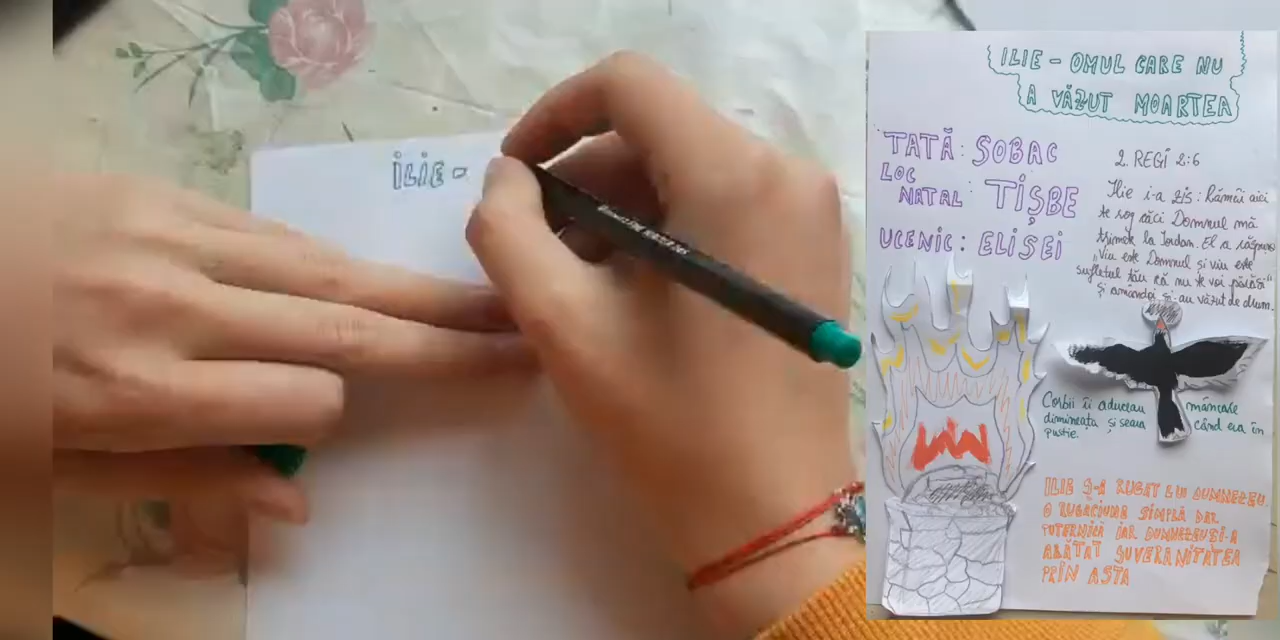 ILIE -
ILIE - OMUL CARE NU
A VĂZUT MOARTEA
TATĂ: SOBAC
LOC
NATAL: TIȘBE
UCENIC: ELISEI
2. REGI 2:6
Ilie i-a zis: Rămâi aici
te rog căci Domnul mă
trimete la Iordan. El a răspuns
"Viu este Domnul și viu este
sufletul tău că nu te voi părăsi"
și amândoi și-au văzut de drum.
Corbii îi aduceau mâncare
dimineața și seara când era în
pustie.
ILIE S-A RUGAT LUI DUMNEZEU
O RUGĂCIUNE SIMPLĂ DAR
PUTERNICĂ IAR DUMNEZEU ȘI-A
ARĂTAT SUVERANITATEA
PRIN ASTA